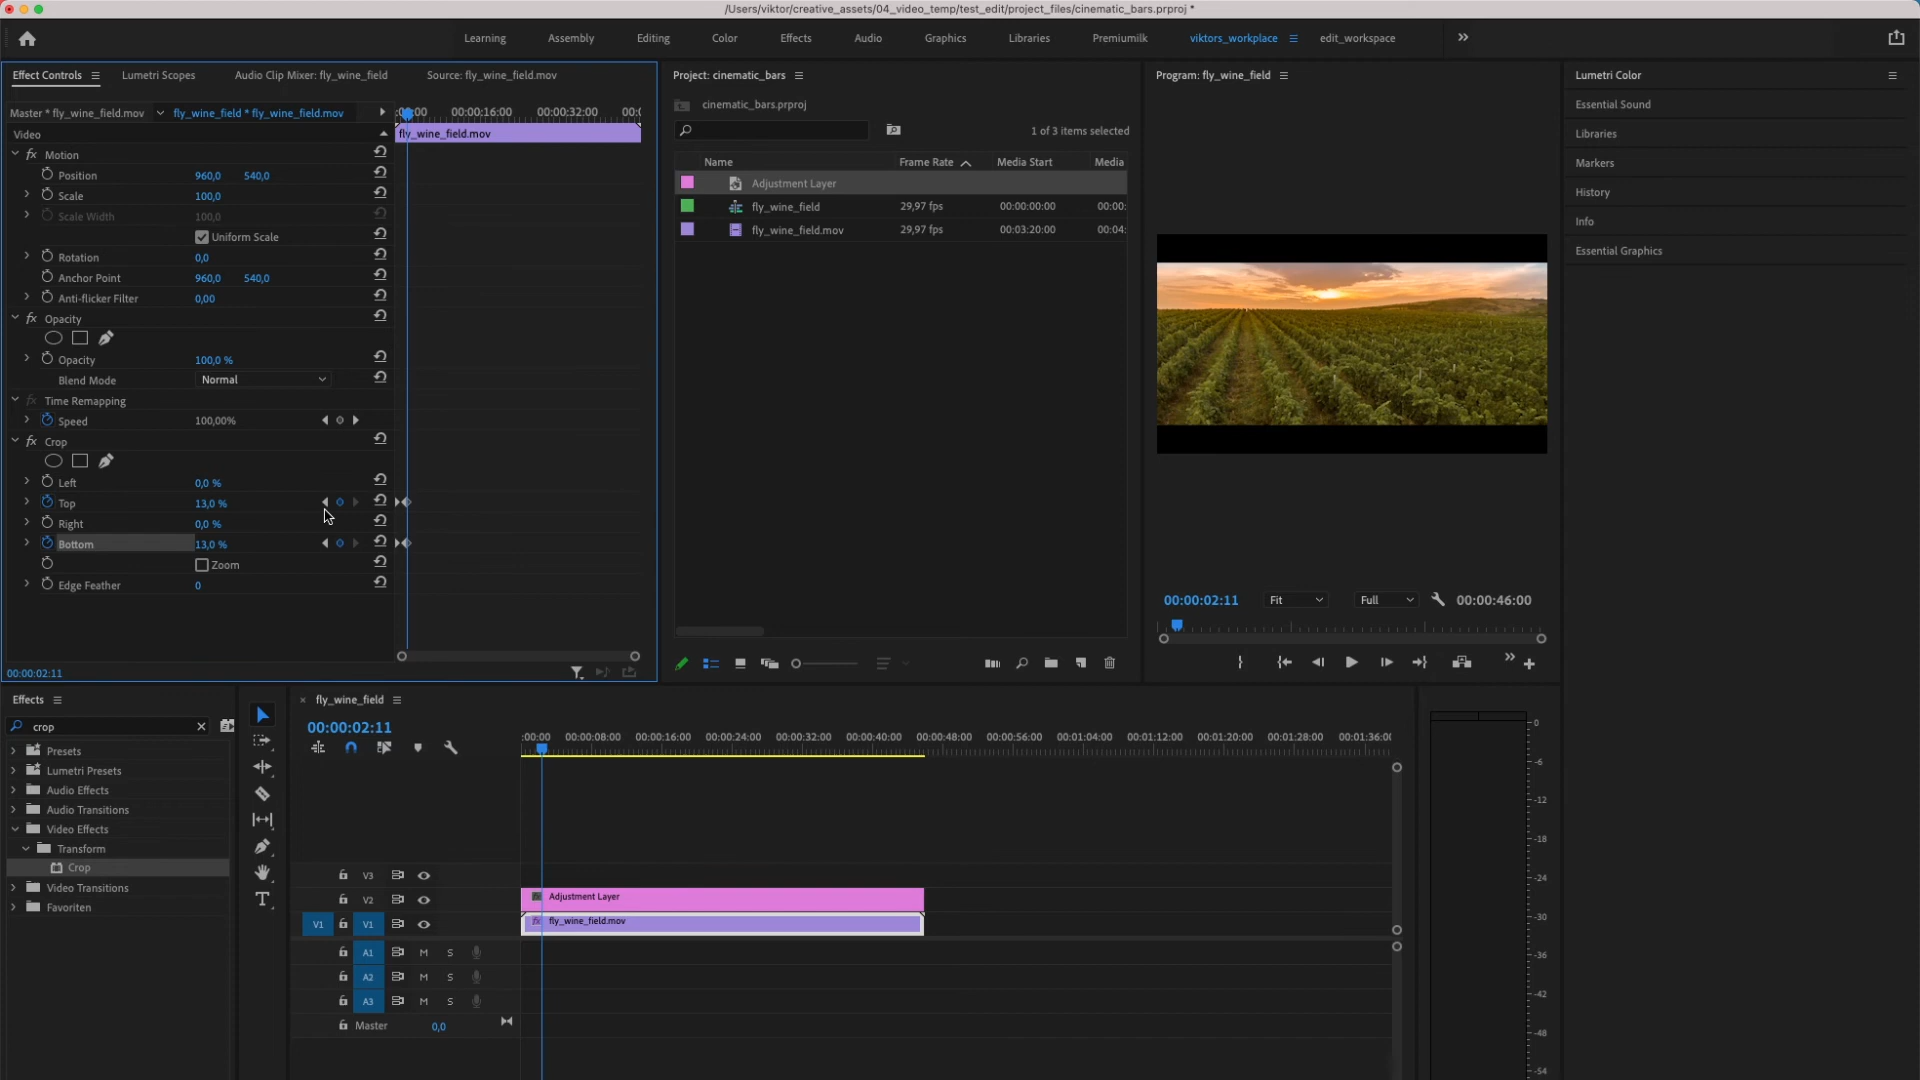 /Users/viktor/creative_assets/04_video_temp/test_edit/project_files/cinematic_bars.prproj *
Learning Assembly Editing Color Effects Audio Graphics Libraries Premiumilk viktors_workplace edit_workspace
Effect Controls Lumetri Scopes Audio Clip Mixer: fly_wine_field Source: fly_wine_field.mov
Master * fly_wine_field.mov fly_wine_field * fly_wine_field.mov
:00:00 00:00:16:00 00:00:32:00 00:(
Video
fly_wine_field.mov
fx Motion
Position 960,0 540,0
Scale 100,0
Scale Width 100,0
Uniform Scale
Rotation 0,0
Anchor Point 960,0 540,0
Anti-flicker Filter 0,00
fx Opacity
Opacity 100,0 %
Blend Mode Normal
fx Time Remapping
Speed 100,00%
fx Crop
Left 0,0 %
Top 13,0 %
Right 0,0 %
Bottom 13,0 %
Zoom
Edge Feather 0
00:00:02:11
Project: cinematic_bars
cinematic_bars.prproj
1 of 3 items selected
Name Frame Rate Media Start Media
Adjustment Layer
fly_wine_field 29,97 fps 00:00:00:00 00:00:
fly_wine_field.mov 29,97 fps 00:03:20:00 00:04:
Program: fly_wine_field
00:00:02:11 Fit Full 00:00:46:00
Lumetri Color
Essential Sound
Libraries
Markers
History
Info
Essential Graphics
Effects
crop
Presets
Lumetri Presets
Audio Effects
Audio Transitions
Video Effects
Transform
Crop
Video Transitions
Favoriten
fly_wine_field
00:00:02:11
:00:00 00:00:08:00 00:00:16:00 00:00:24:00 00:00:32:00 00:00:40:00 00:00:48:00 00:00:56:00 00:01:04:00 00:01:12:00 00:01:20:00 00:01:28:00 00:01:36:0(
V3
V2
Adjustment Layer
V1 V1
fx fly_wine_field.mov
A1 M S
A2 M S
A3 M S
Master 0,0
0
-6
-12
-18
-24
-30
-36
-42
-48
-54